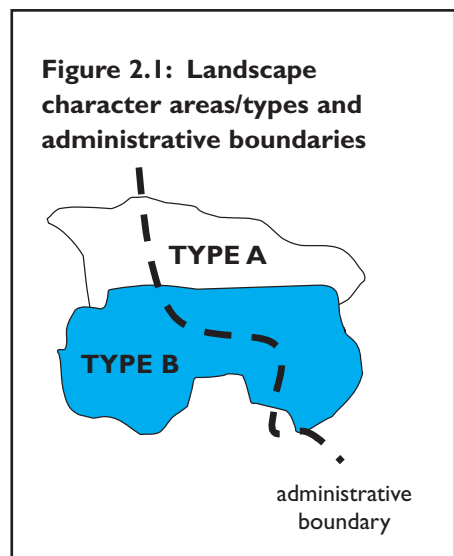 Figure 2.1: Landscape
character areas/types and
administrative boundaries
TYPE A
TYPE B
administrative
boundary